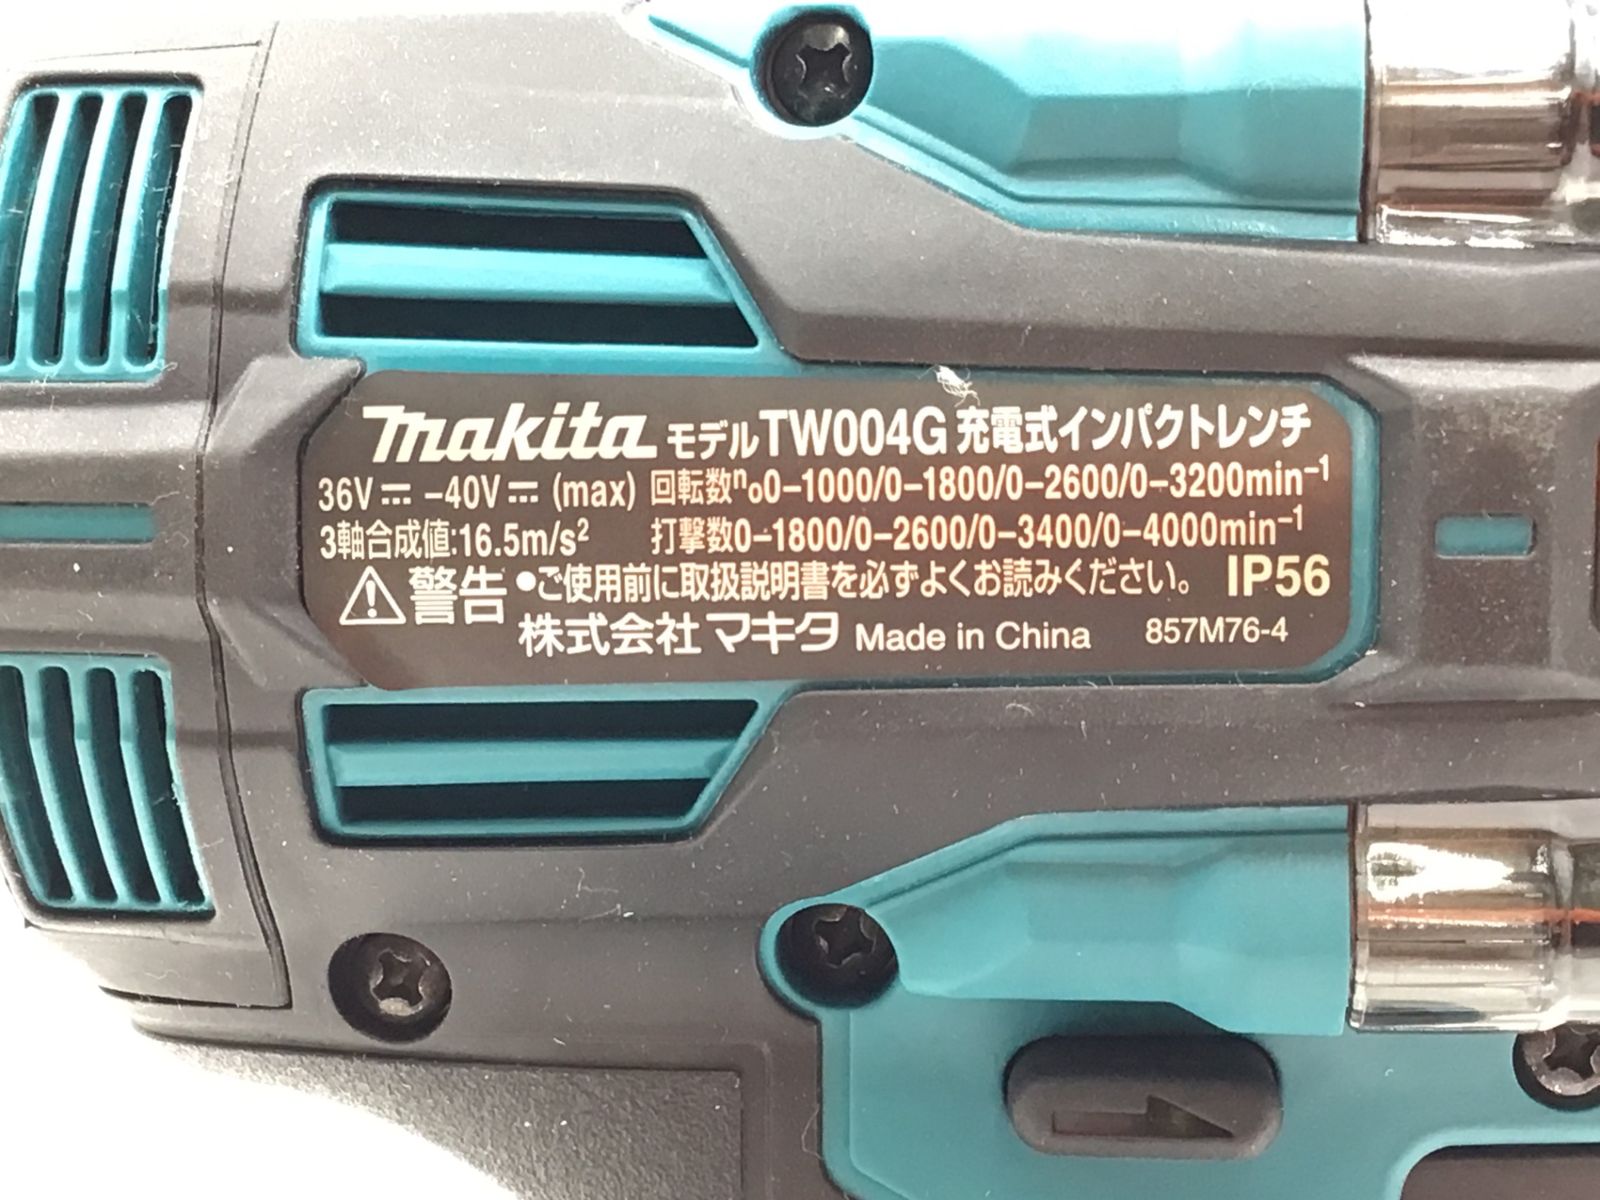 makita モデルTW004G 充電式インパクトレンチ
36V⎓–40V⎓ (max) 回転数n₀0–1000/0–1800/0–2600/0–3200min⁻¹
3軸合成値:16.5m/s² 打撃数0–1800/0–2600/0–3400/0–4000min⁻¹
⚠警告 ●ご使用前に取扱説明書を必ずよくお読みください。 IP56
株式会社マキタ Made in China 857M76-4